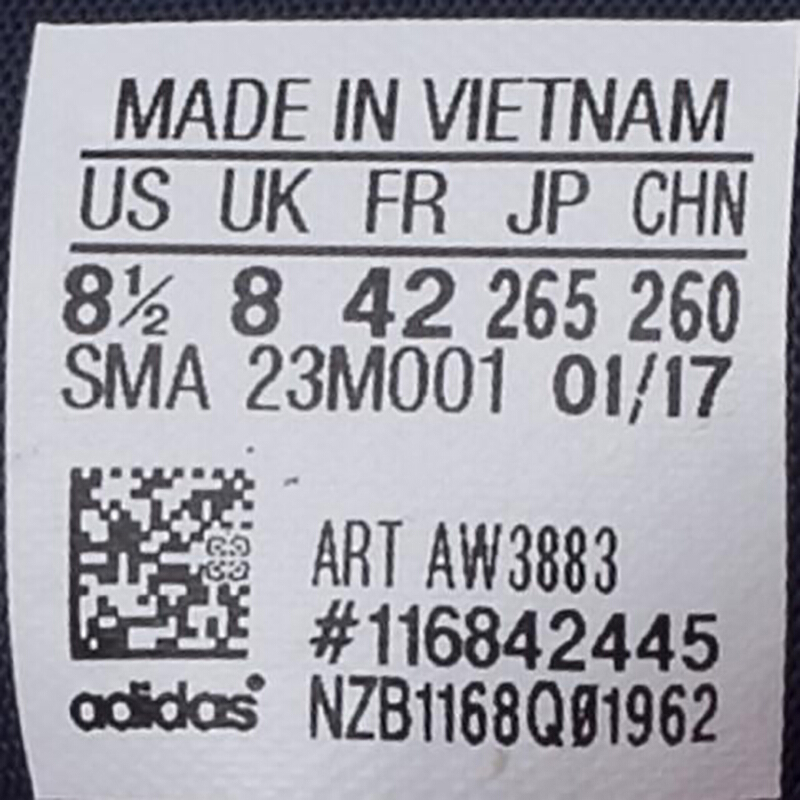 MADE IN VIETNAM
US UK FR JP CHN
8½ 8 42 265 260
SMA 23M001 01/17
ART AW3883
#116842445
adidas® NZB1168Q01962